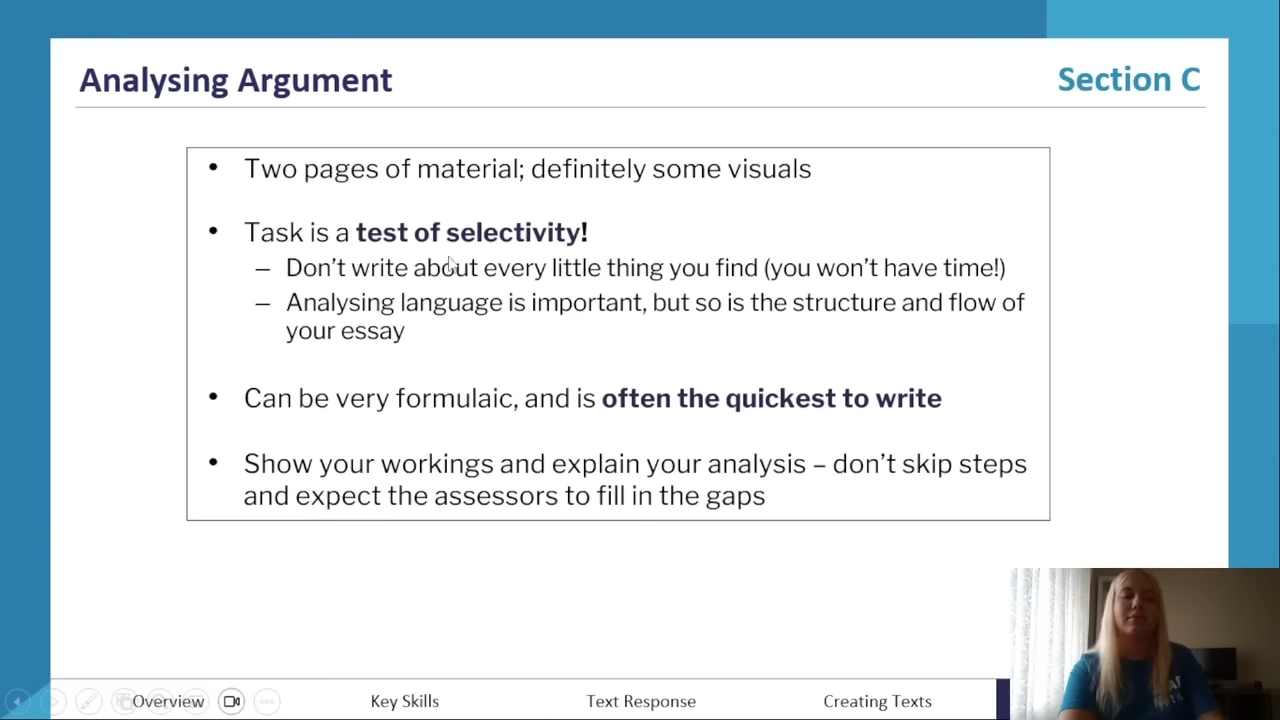 Analysing Argument
Section C
• Two pages of material; definitely some visuals
• Task is a test of selectivity!
– Don't write about every little thing you find (you won't have time!)
– Analysing language is important, but so is the structure and flow of
your essay
• Can be very formulaic, and is often the quickest to write
• Show your workings and explain your analysis – don't skip steps
and expect the assessors to fill in the gaps
Overview
Key Skills
Text Response
Creating Texts